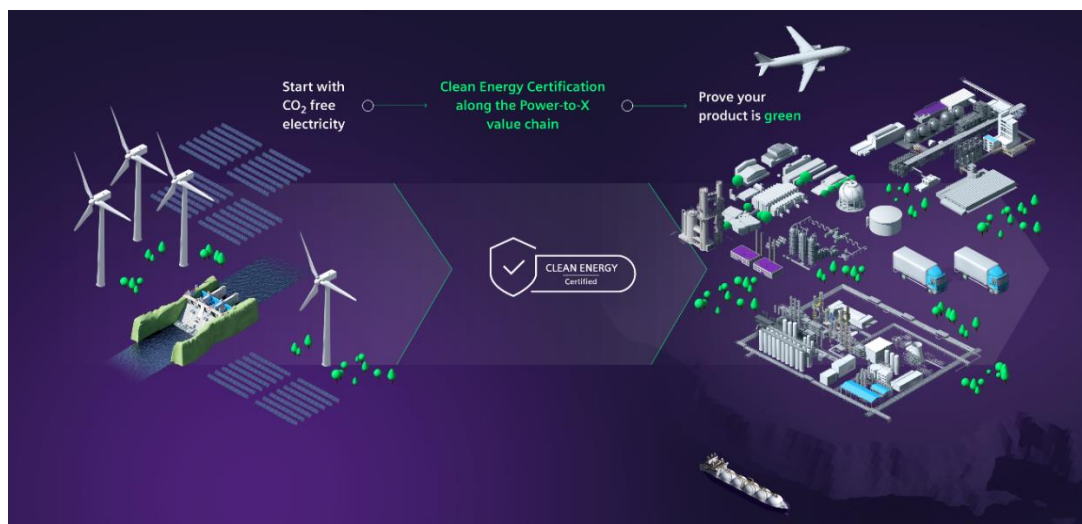 Start with
CO₂ free
electricity
Clean Energy Certification
along the Power-to-X
value chain
Prove your
product is green
CLEAN ENERGY
Certified